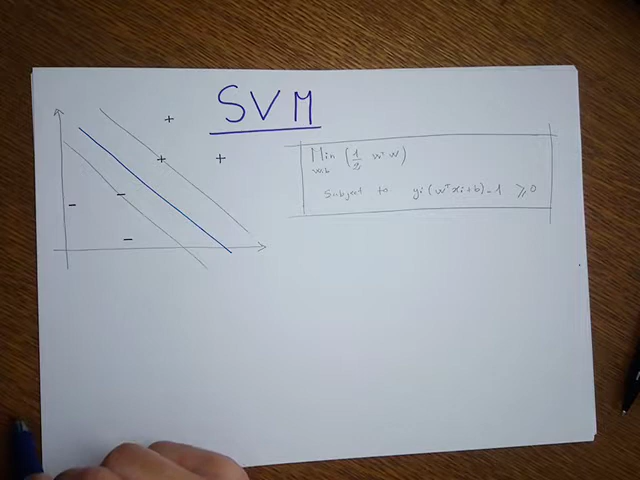 SVM
Min (1/2 wᵀw)
w,b
Subject to yi(wᵀxi+b)-1 ⩾0